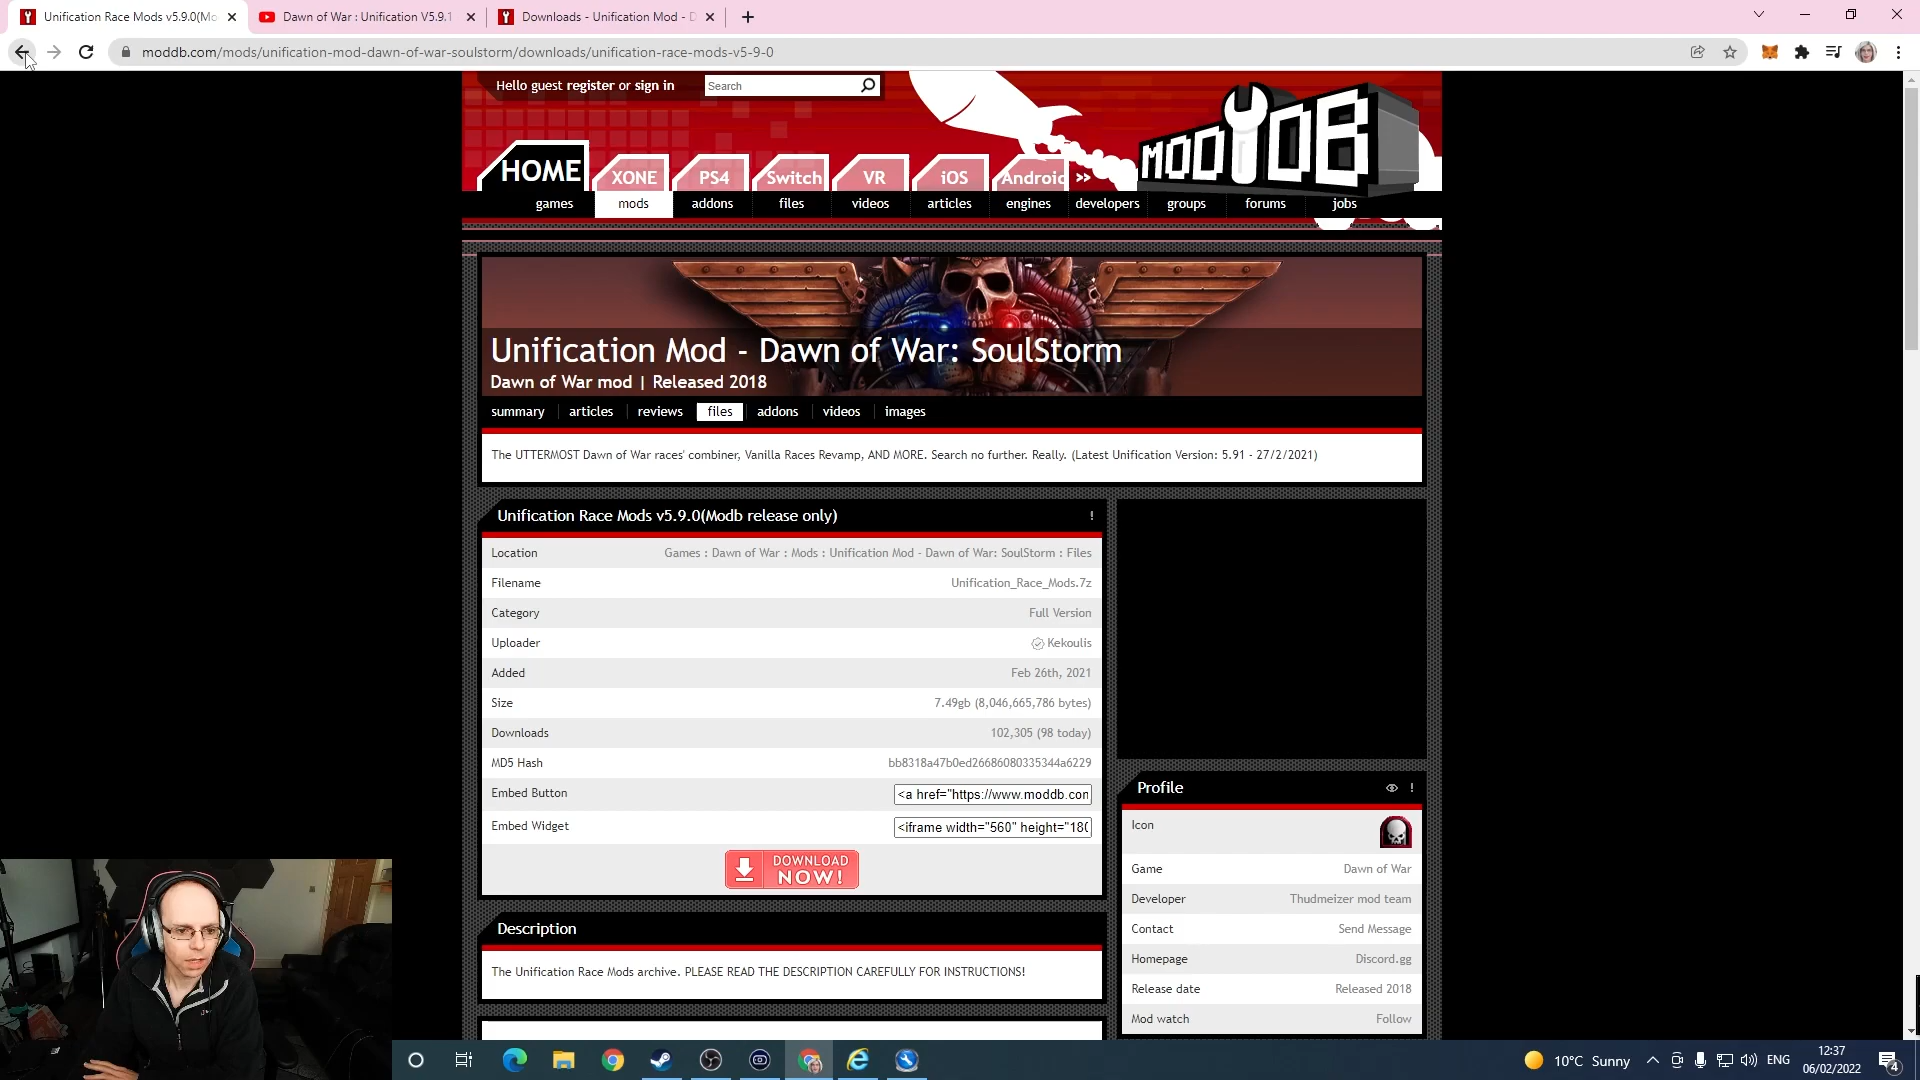 Unification Race Mods v5.9.0(Mo
Dawn of War : Unification V5.9.1
Downloads - Unification Mod - D
moddb.com/mods/unification-mod-dawn-of-war-soulstorm/downloads/unification-race-mods-v5-9-0
Hello guest register or sign in
Search
MODDB
HOME
XONE
PS4
Switch
VR
iOS
Android
>>
games
mods
addons
files
videos
articles
engines
developers
groups
forums
jobs
Unification Mod - Dawn of War: SoulStorm
Dawn of War mod | Released 2018
summary
articles
reviews
files
addons
videos
images
The UTTERMOST Dawn of War races' combiner, Vanilla Races Revamp, AND MORE. Search no further. Really. (Latest Unification Version: 5.91 - 27/2/2021)
Unification Race Mods v5.9.0(Modb release only)
!
Location Games : Dawn of War : Mods : Unification Mod - Dawn of War: SoulStorm : Files
Filename Unification_Race_Mods.7z
Category Full Version
Uploader Kekoulis
Added Feb 26th, 2021
Size 7.49gb (8,046,665,786 bytes)
Downloads 102,305 (98 today)
MD5 Hash bb8318a47b0ed26686080335344a6229
Embed Button <a href="https://www.moddb.con
Embed Widget <iframe width="560" height="180
DOWNLOAD
NOW!
Description
The Unification Race Mods archive. PLEASE READ THE DESCRIPTION CAREFULLY FOR INSTRUCTIONS!
Profile
!
Icon
Game Dawn of War
Developer Thudmeizer mod team
Contact Send Message
Homepage Discord.gg
Release date Released 2018
Mod watch Follow
10°C Sunny
ENG
12:37
06/02/2022
4